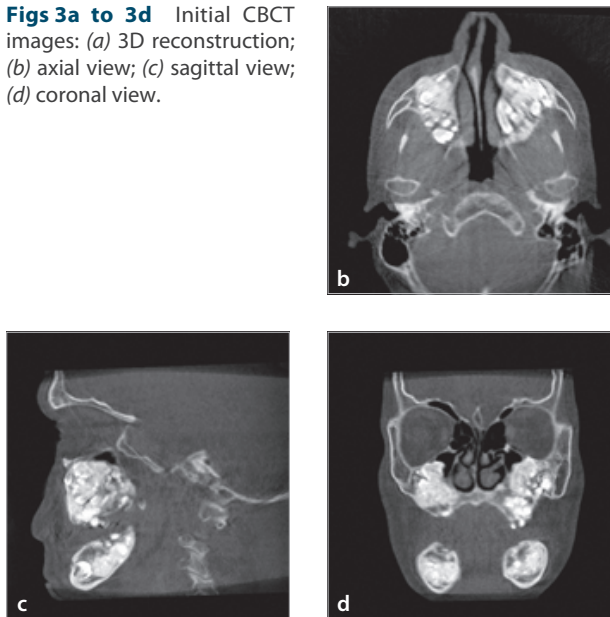 Figs 3a to 3d Initial CBCT
images: (a) 3D reconstruction;
(b) axial view; (c) sagittal view;
(d) coronal view.
b
c
d